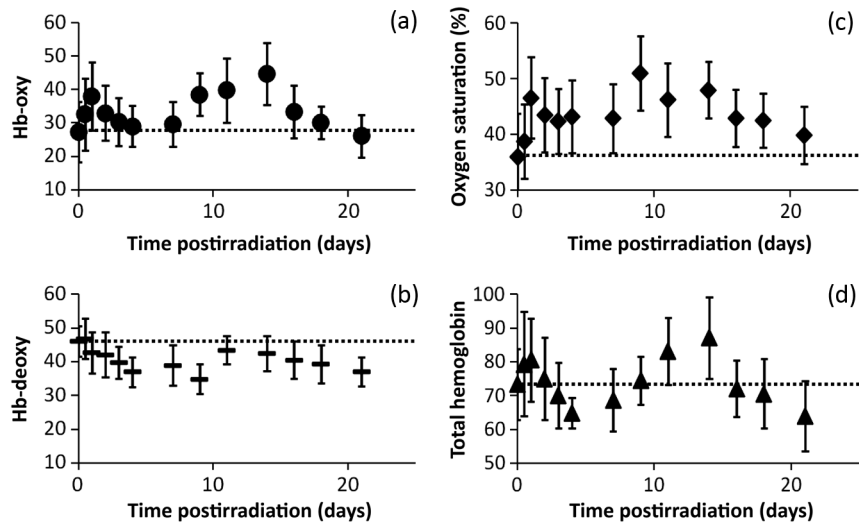 (a)
Hb-oxy
60
50
40
30
20
10
0
10
20
Time postirradiation (days)
(c)
Oxygen saturation (%)
60
50
40
30
0
10
20
Time postirradiation (days)
(b)
Hb-deoxy
60
50
40
30
20
10
0
10
20
Time postirradiation (days)
(d)
Total hemoglobin
100
90
80
70
60
50
0
10
20
Time postirradiation (days)